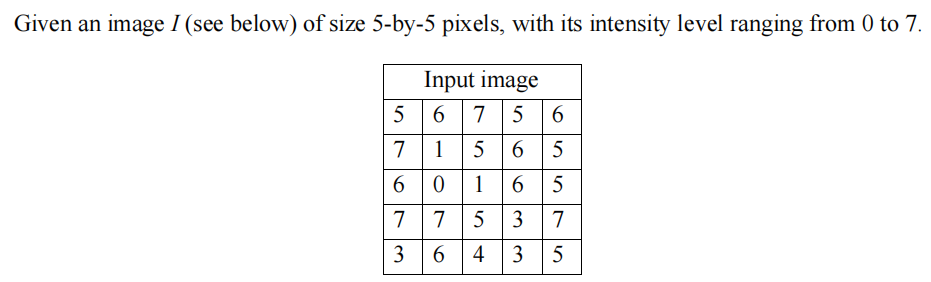 Given an image I (see below) of size 5-by-5 pixels, with its intensity level ranging from 0 to 7.
Input image
5 6 7 5 6
7 1 5 6 5
6 0 1 6 5
7 7 5 3 7
3 6 4 3 5